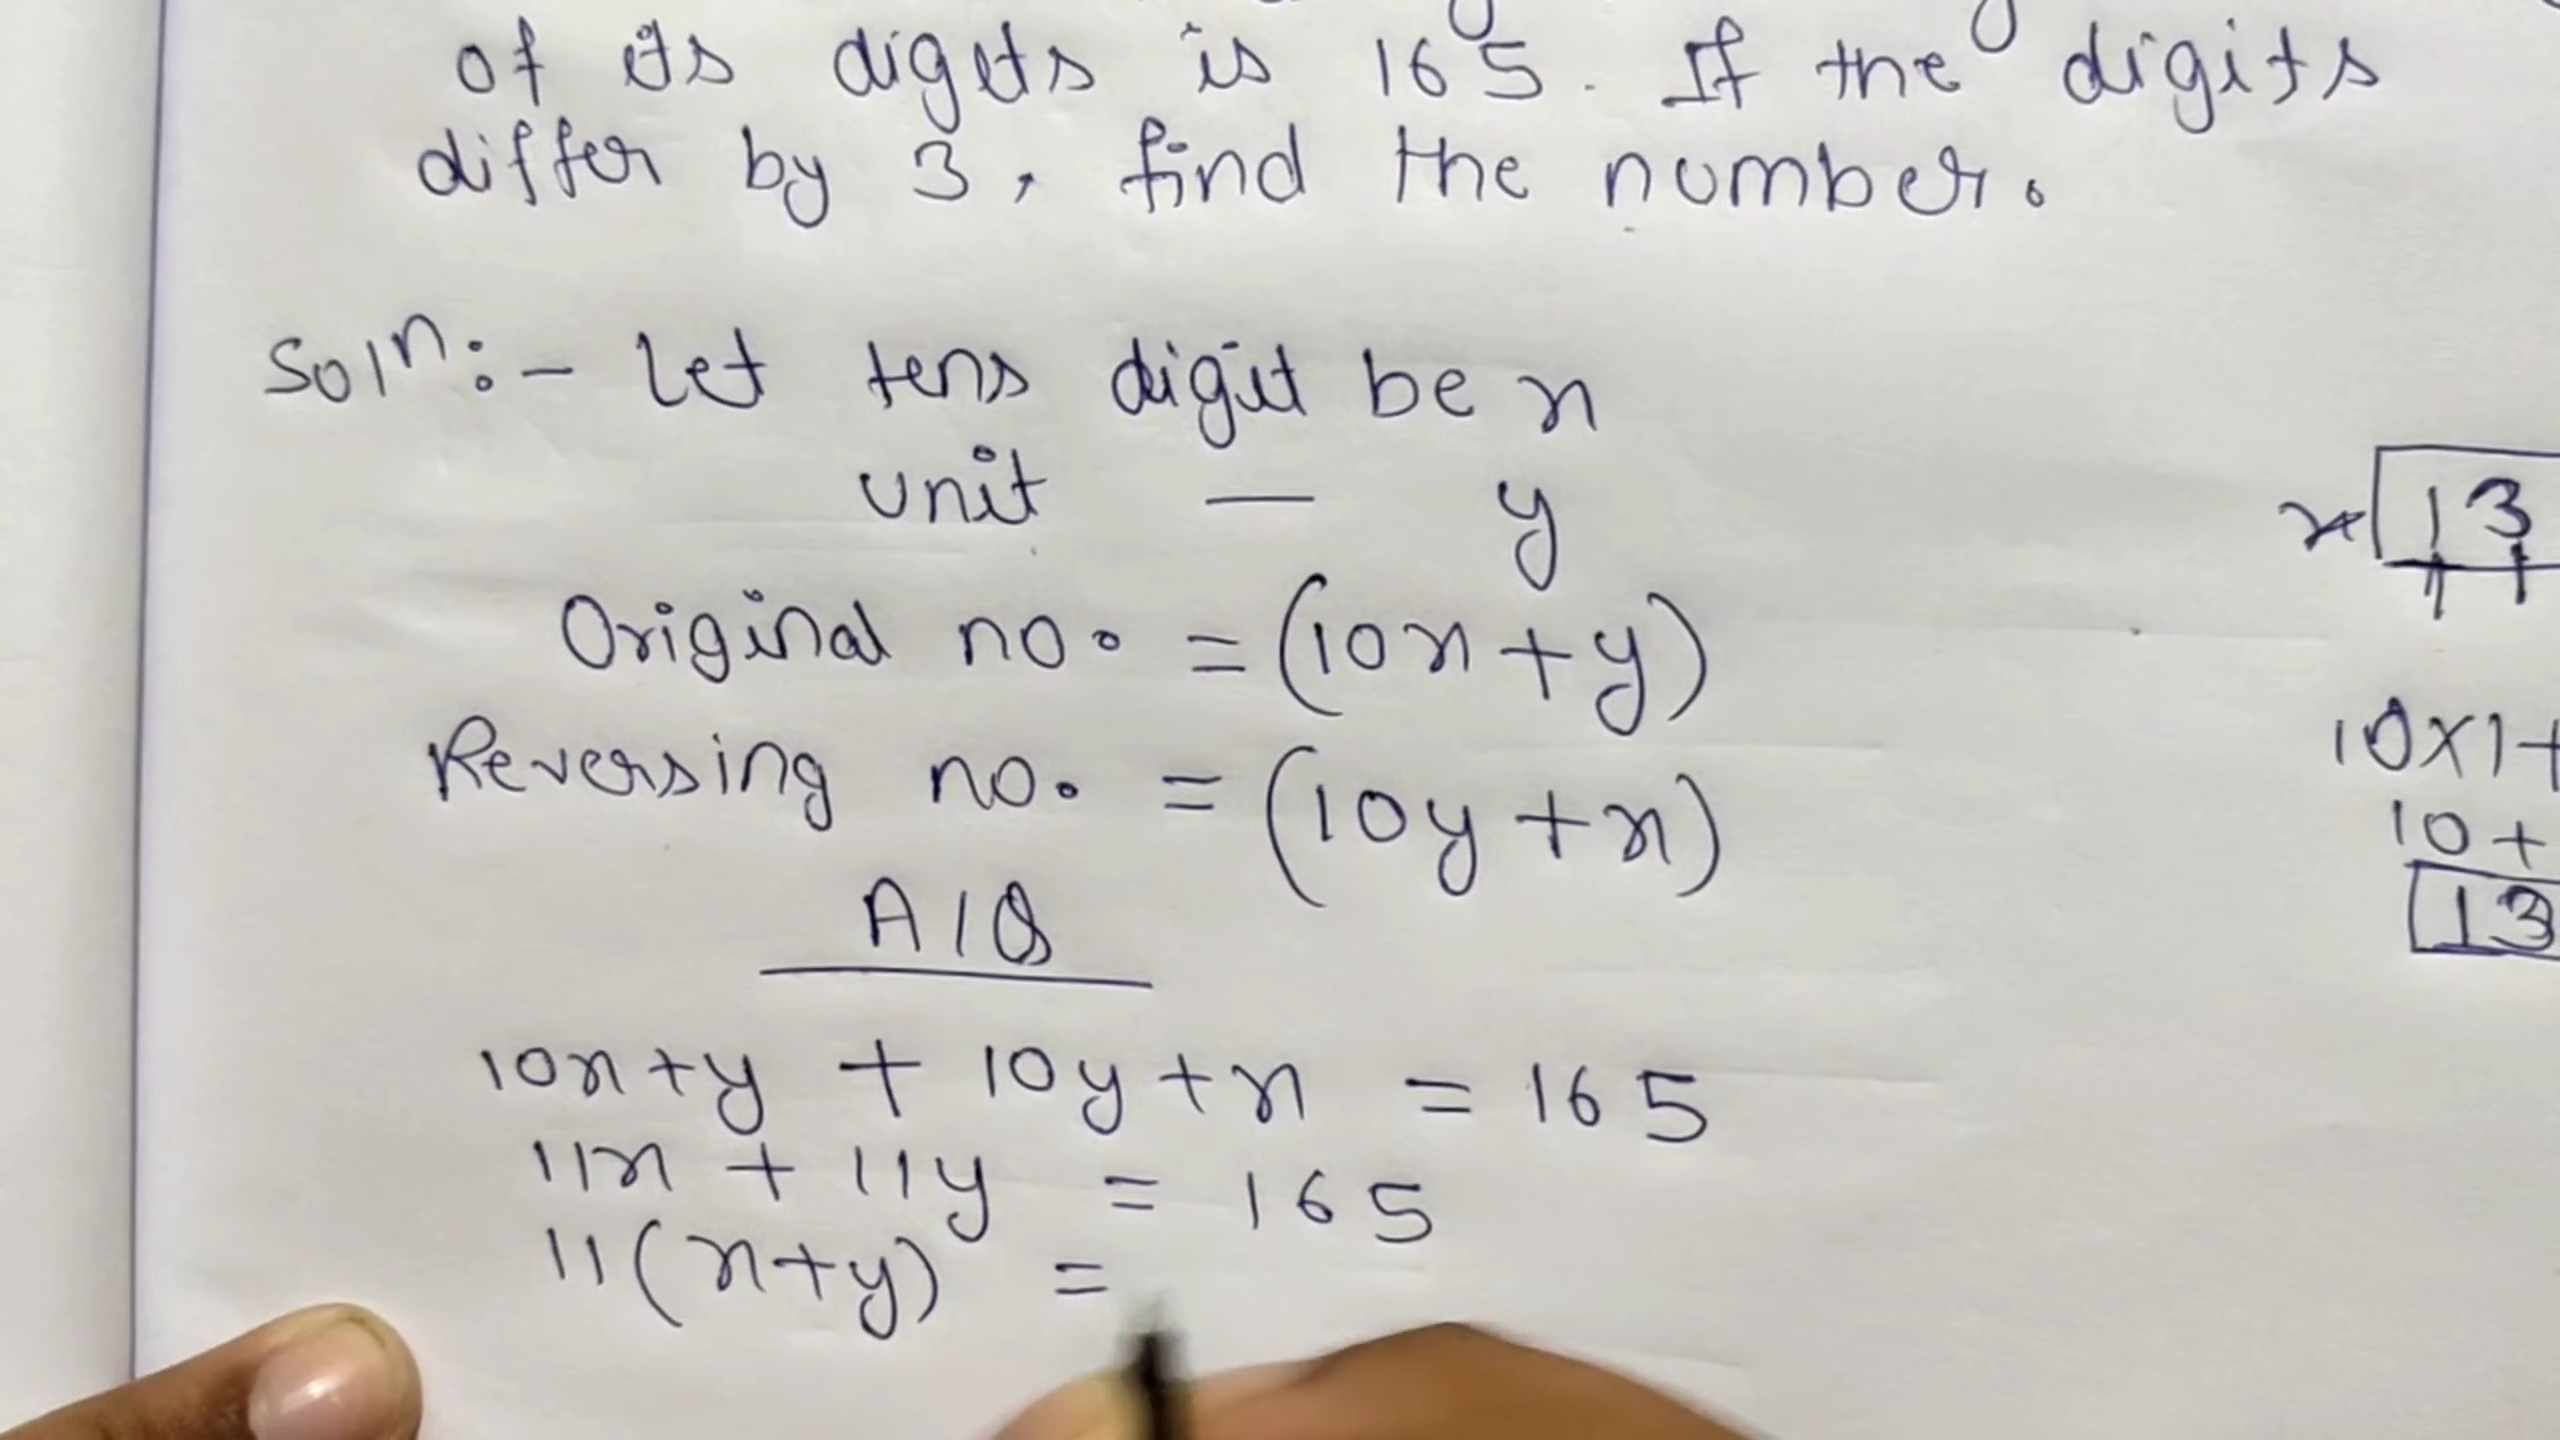 of its digits is 165. If the digits
differ by 3, find the number.
Solⁿ:- Let tens digit be x
unit — y
Original no. = (10x+y)
Reversing no. = (10y+x)
A/Q
10x+y + 10y+x = 165
11x + 11y = 165
11(x+y) =
13
10×1+
10+
13